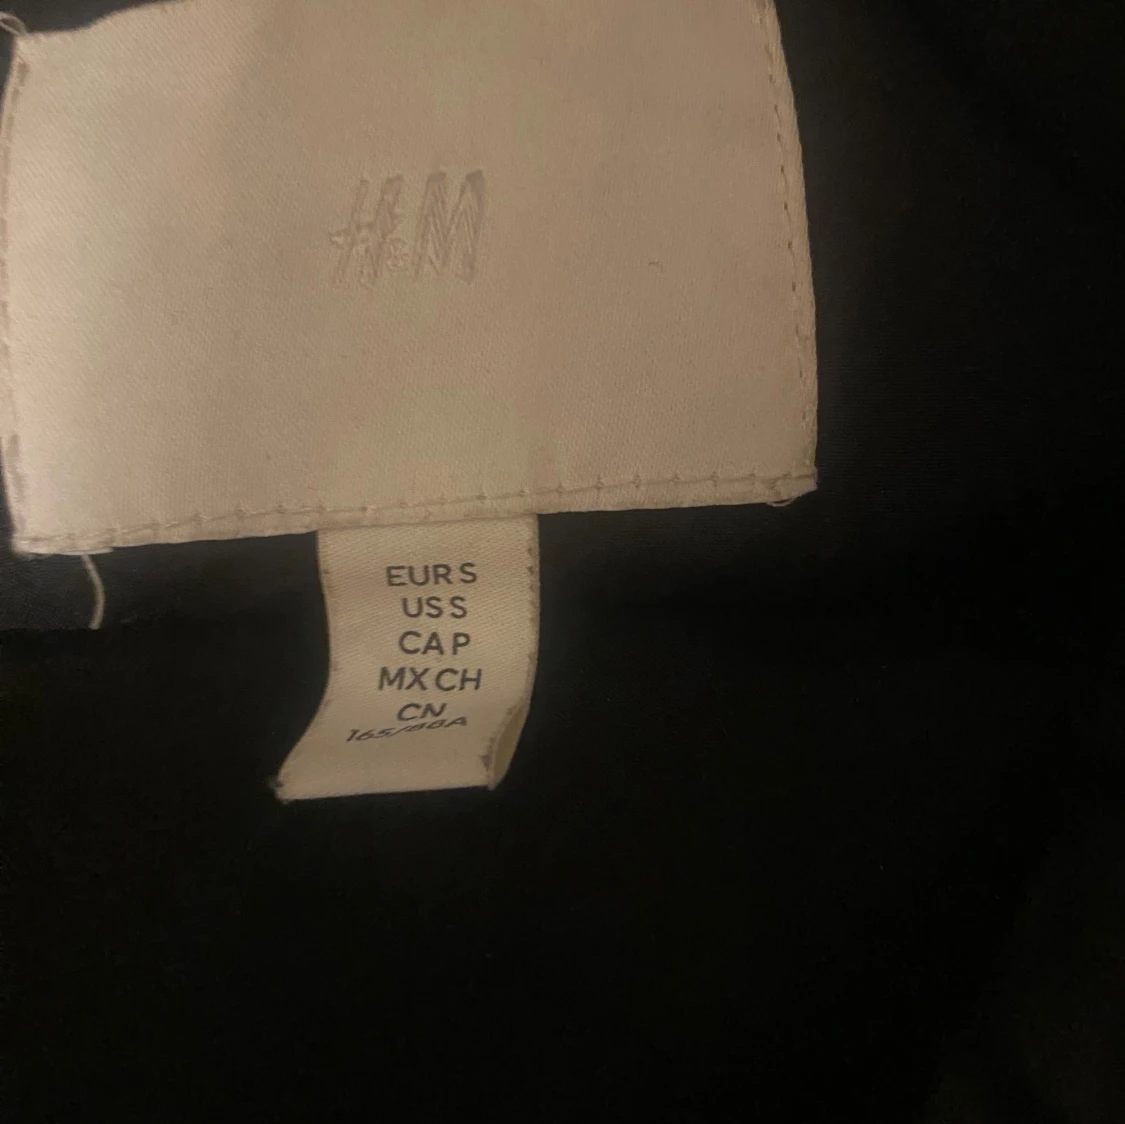 H&M
EUR S
US S
CA P
MX CH
CN
165/88A